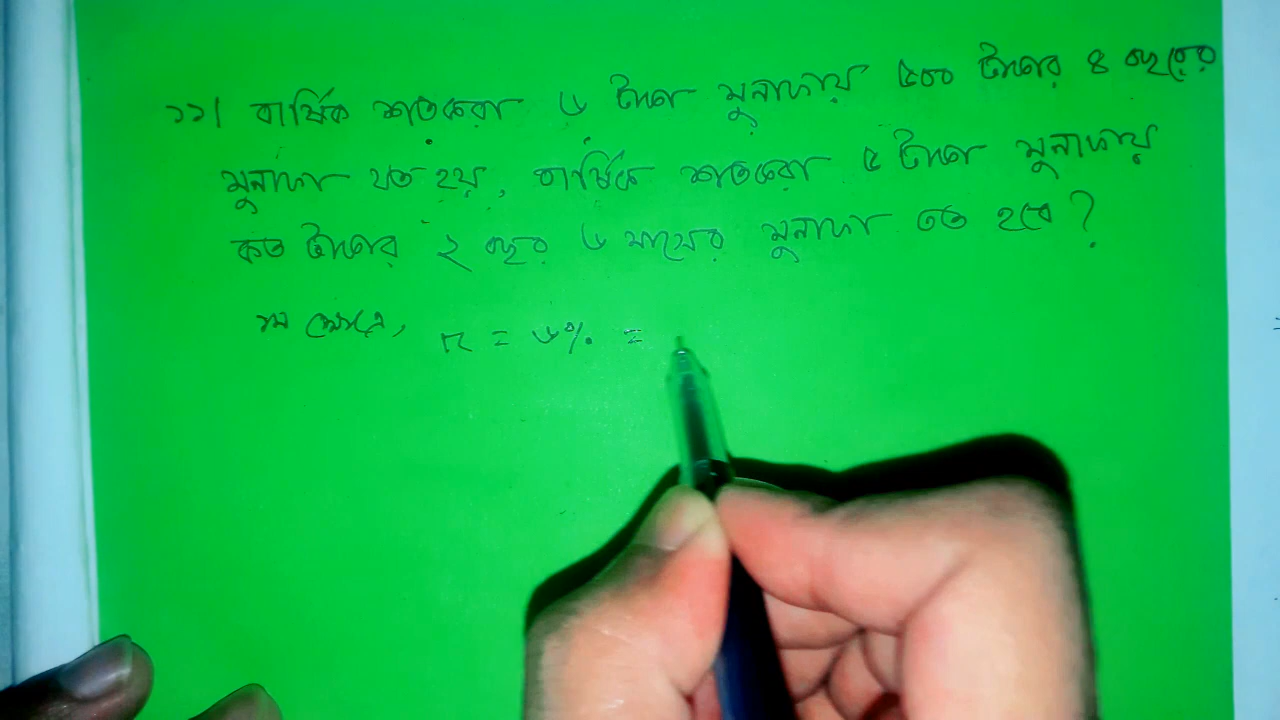 ১১। বার্ষিক শতকরা ৬ টাকা মুনাফায় ৫০০ টাকার ৪ বছরের
মুনাফা যত হয়, বার্ষিক শতকরা ৫ টাকা মুনাফায়
কত টাকার ২ বছর ৬ মাসের মুনাফা তত হবে?
১ম ক্ষেত্রে, r = ৬% =